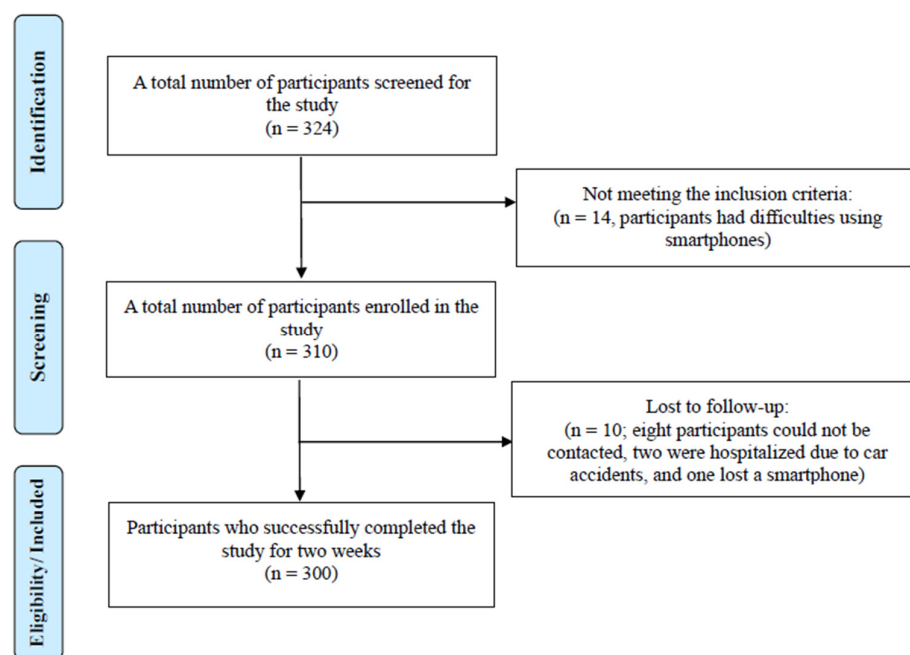 Identification
A total number of participants screened for
the study
(n = 324)
Not meeting the inclusion criteria:
(n = 14, participants had difficulties using
smartphones)
Screening
A total number of participants enrolled in the
study
(n = 310)
Lost to follow-up:
(n = 10; eight participants could not be
contacted, two were hospitalized due to car
accidents, and one lost a smartphone)
Eligibility/ Included
Participants who successfully completed the
study for two weeks
(n = 300)